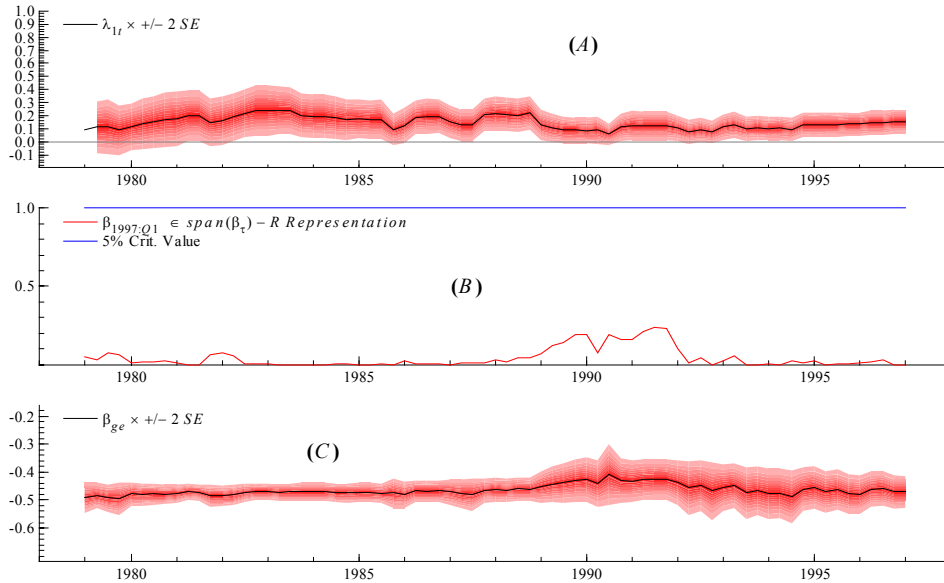 1.0
0.9
0.8
0.7
0.6
0.5
0.4
0.3
0.2
0.1
0.0
-0.1
λ1t × +/− 2 SE
(A)
1980 1985 1990 1995
1.0
0.5
β1997:Q1 ∈ span(βτ) − R Representation
5% Crit. Value
(B)
1980 1985 1990 1995
-0.2
-0.3
-0.4
-0.5
-0.6
βge × +/− 2 SE
(C)
1980 1985 1990 1995